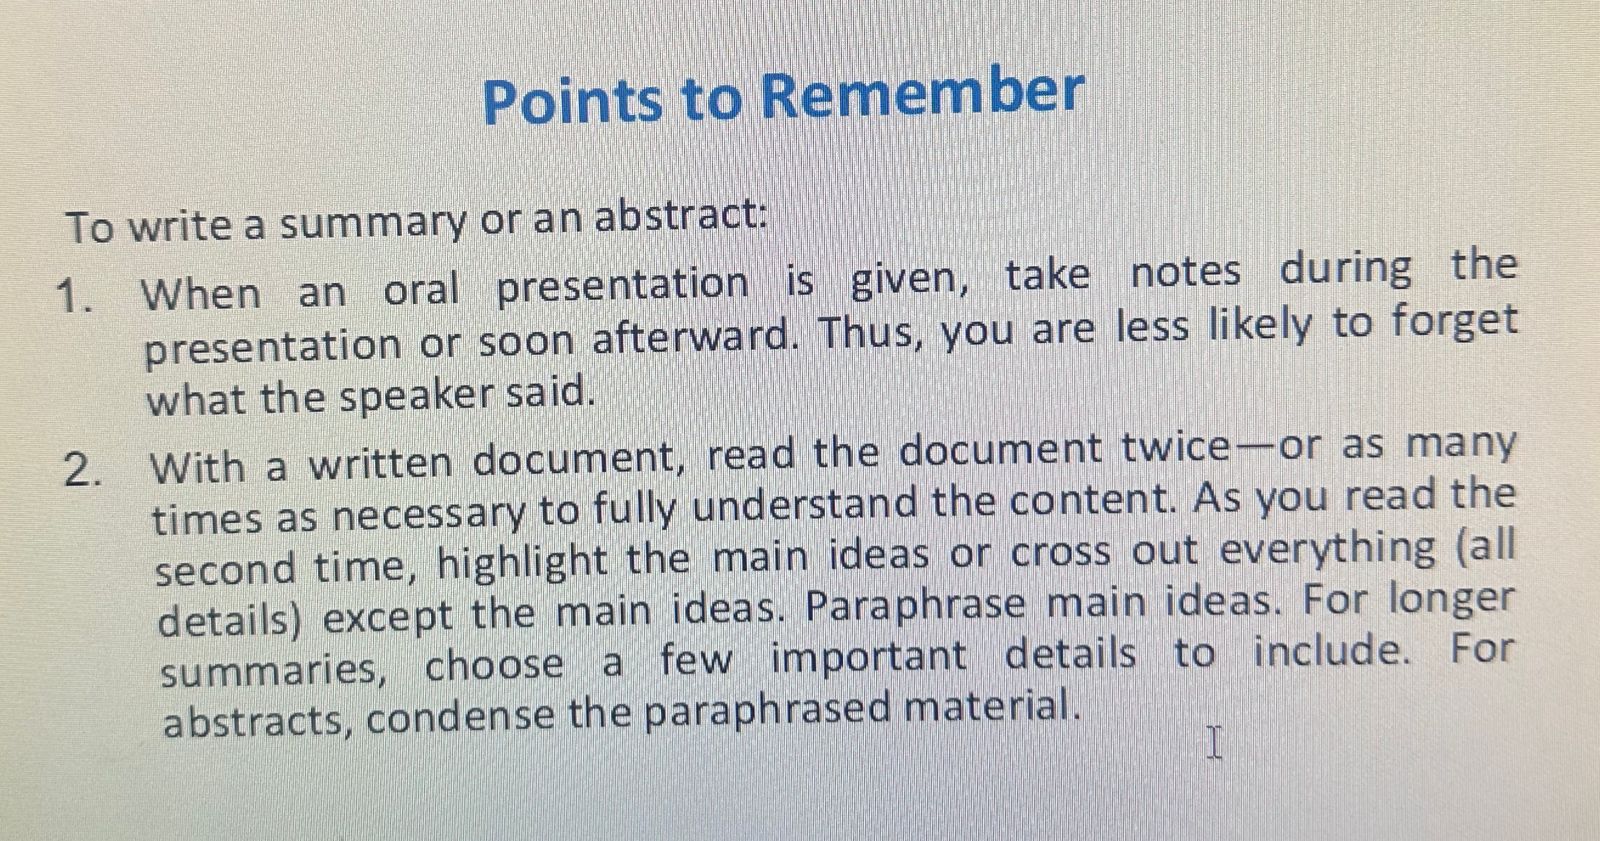 Points to Remember
To write a summary or an abstract:
1. When an oral presentation is given, take notes during the
presentation or soon afterward. Thus, you are less likely to forget
what the speaker said.
2. With a written document, read the document twice—or as many
times as necessary to fully understand the content. As you read the
second time, highlight the main ideas or cross out everything (all
details) except the main ideas. Paraphrase main ideas. For longer
summaries, choose a few important details to include. For
abstracts, condense the paraphrased material.